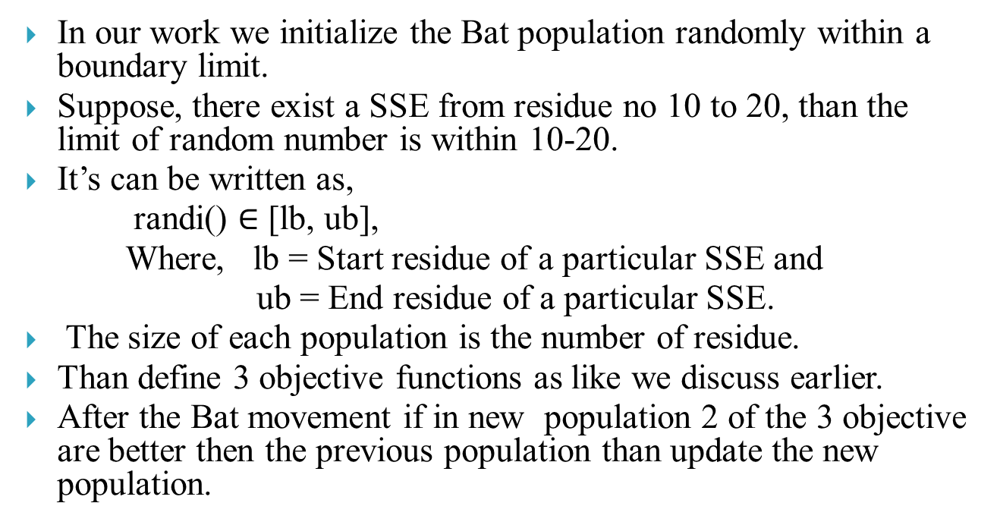 In our work we initialize the Bat population randomly within a
boundary limit.
Suppose, there exist a SSE from residue no 10 to 20, than the
limit of random number is within 10-20.
It’s can be written as,
randi() ∈ [lb, ub],
Where, lb = Start residue of a particular SSE and
ub = End residue of a particular SSE.
The size of each population is the number of residue.
Than define 3 objective functions as like we discuss earlier.
After the Bat movement if in new population 2 of the 3 objective
are better then the previous population than update the new
population.